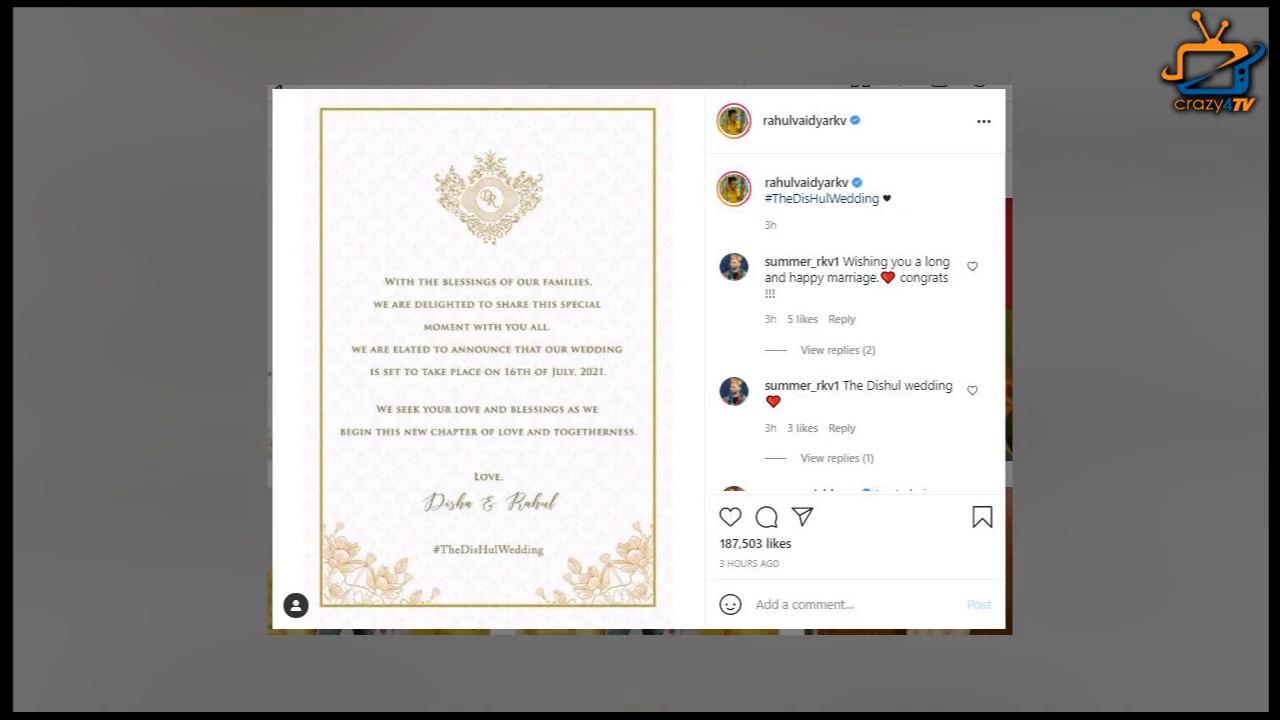 crazy4TV
DR
WITH THE BLESSINGS OF OUR FAMILIES,
WE ARE DELIGHTED TO SHARE THIS SPECIAL
MOMENT WITH YOU ALL.
WE ARE ELATED TO ANNOUNCE THAT OUR WEDDING
IS SET TO TAKE PLACE ON 16TH OF JULY, 2021.
WE SEEK YOUR LOVE AND BLESSINGS AS WE
BEGIN THIS NEW CHAPTER OF LOVE AND TOGETHERNESS.
LOVE,
Disha & Rahul
#TheDisHulWedding
rahulvaidyarkv
rahulvaidyarkv
#TheDisHulWedding 🖤
3h
summer_rkv1 Wishing you a long
and happy marriage.❤️ congrats
!!!
3h 5 likes Reply
View replies (2)
summer_rkv1 The Dishul wedding
❤️
3h 3 likes Reply
View replies (1)
187,503 likes
3 HOURS AGO
Add a comment...
Post